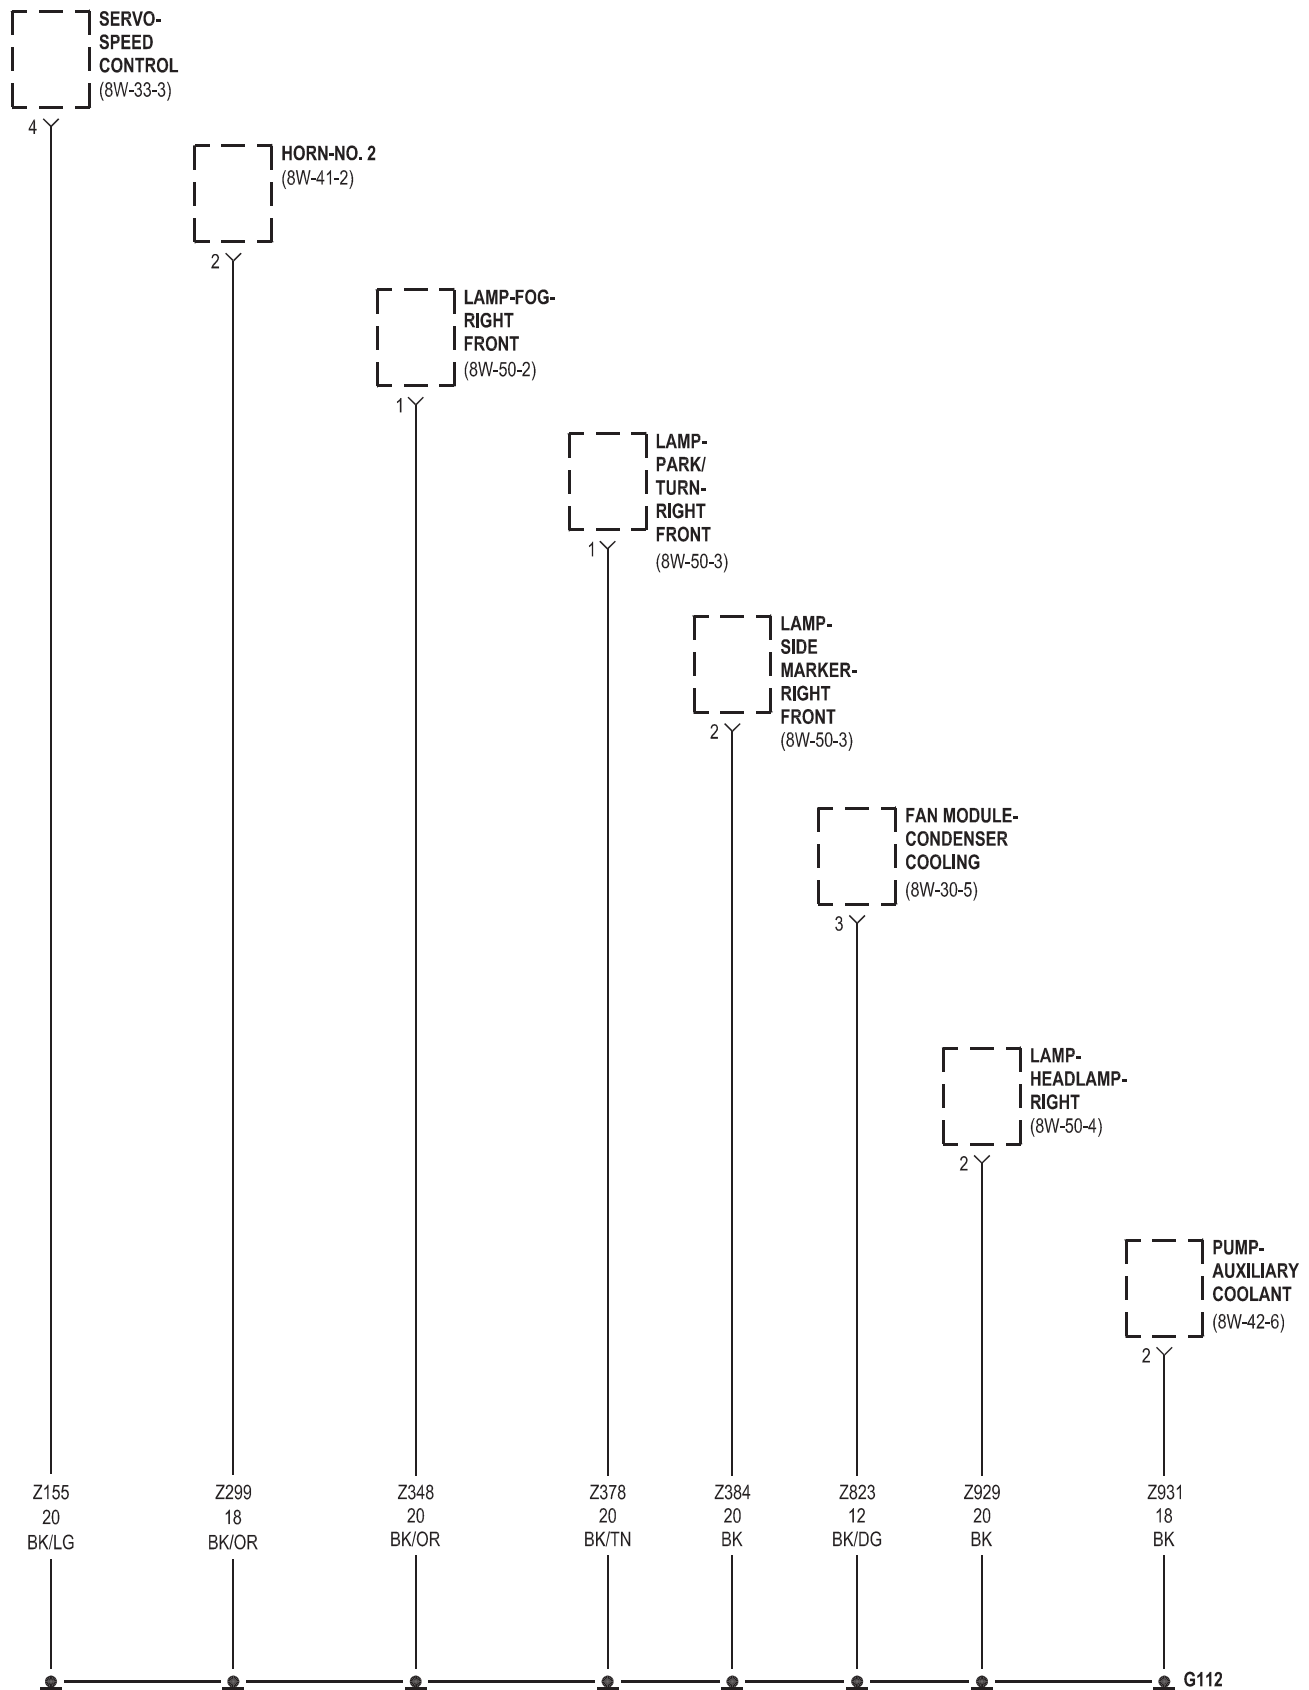 SERVO-
SPEED
CONTROL
(8W-33-3)
4
HORN-NO. 2
(8W-41-2)
2
LAMP-FOG-
RIGHT
FRONT
(8W-50-2)
1
LAMP-
PARK/
TURN-
RIGHT
FRONT
(8W-50-3)
1
LAMP-
SIDE
MARKER-
RIGHT
FRONT
(8W-50-3)
2
FAN MODULE-
CONDENSER
COOLING
(8W-30-5)
3
LAMP-
HEADLAMP-
RIGHT
(8W-50-4)
2
PUMP-
AUXILIARY
COOLANT
(8W-42-6)
2
Z155
20
BK/LG
Z299
18
BK/OR
Z348
20
BK/OR
Z378
20
BK/TN
Z384
20
BK
Z823
12
BK/DG
Z929
20
BK
Z931
18
BK
G112